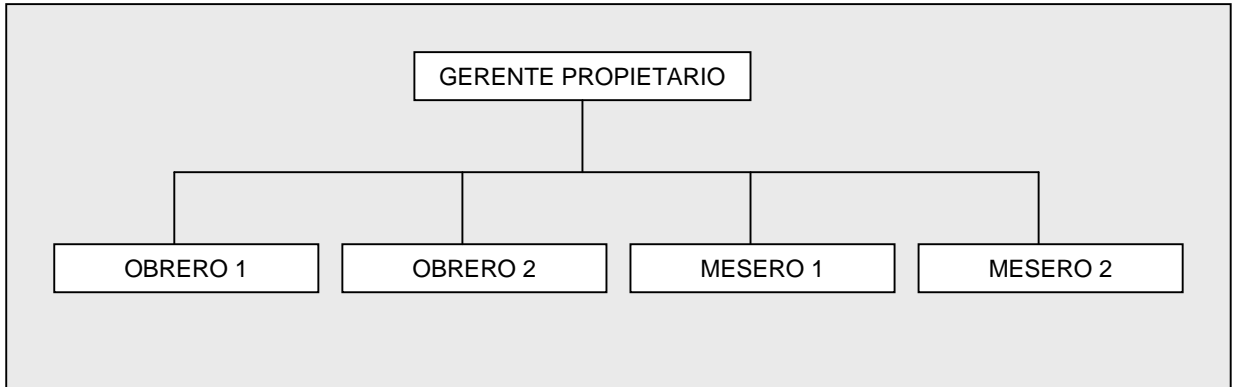 GERENTE PROPIETARIO
OBRERO 1
OBRERO 2
MESERO 1
MESERO 2